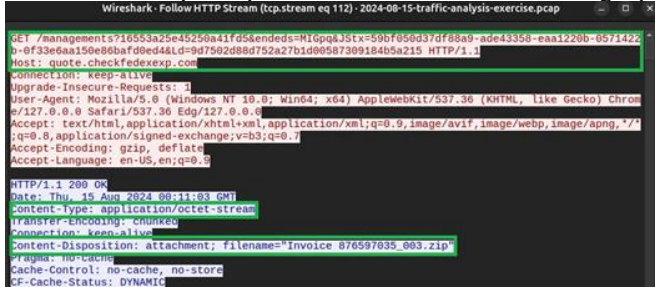 Wireshark · Follow HTTP Stream (tcp.stream eq 112) · 2024-08-15-traffic-analysis-exercise.pcap
GET /managements?16553a25e45250a41fd5&endeds=MIGpq&JStx=59bf050d37df88a9-ade43358-eaa1220b-0571422
b-0f33e6aa150e86bafd0ed4&Ld=9d7502d88d752a27b1d00587309184b5a215 HTTP/1.1
Host: quote.checkfedexexp.com
Connection: keep-alive
Upgrade-Insecure-Requests: 1
User-Agent: Mozilla/5.0 (Windows NT 10.0; Win64; x64) AppleWebKit/537.36 (KHTML, like Gecko) Chrom
e/127.0.0.0 Safari/537.36 Edg/127.0.0.0
Accept: text/html,application/xhtml+xml,application/xml;q=0.9,image/avif,image/webp,image/apng,*/*
;q=0.8,application/signed-exchange;v=b3;q=0.7
Accept-Encoding: gzip, deflate
Accept-Language: en-US,en;q=0.9
HTTP/1.1 200 OK
Date: Thu, 15 Aug 2024 00:11:03 GMT
Content-Type: application/octet-stream
Transfer-Encoding: chunked
Connection: keep-alive
Content-Disposition: attachment; filename="Invoice 876597035_003.zip"
Pragma: no-cache
Cache-Control: no-cache, no-store
CF-Cache-Status: DYNAMIC